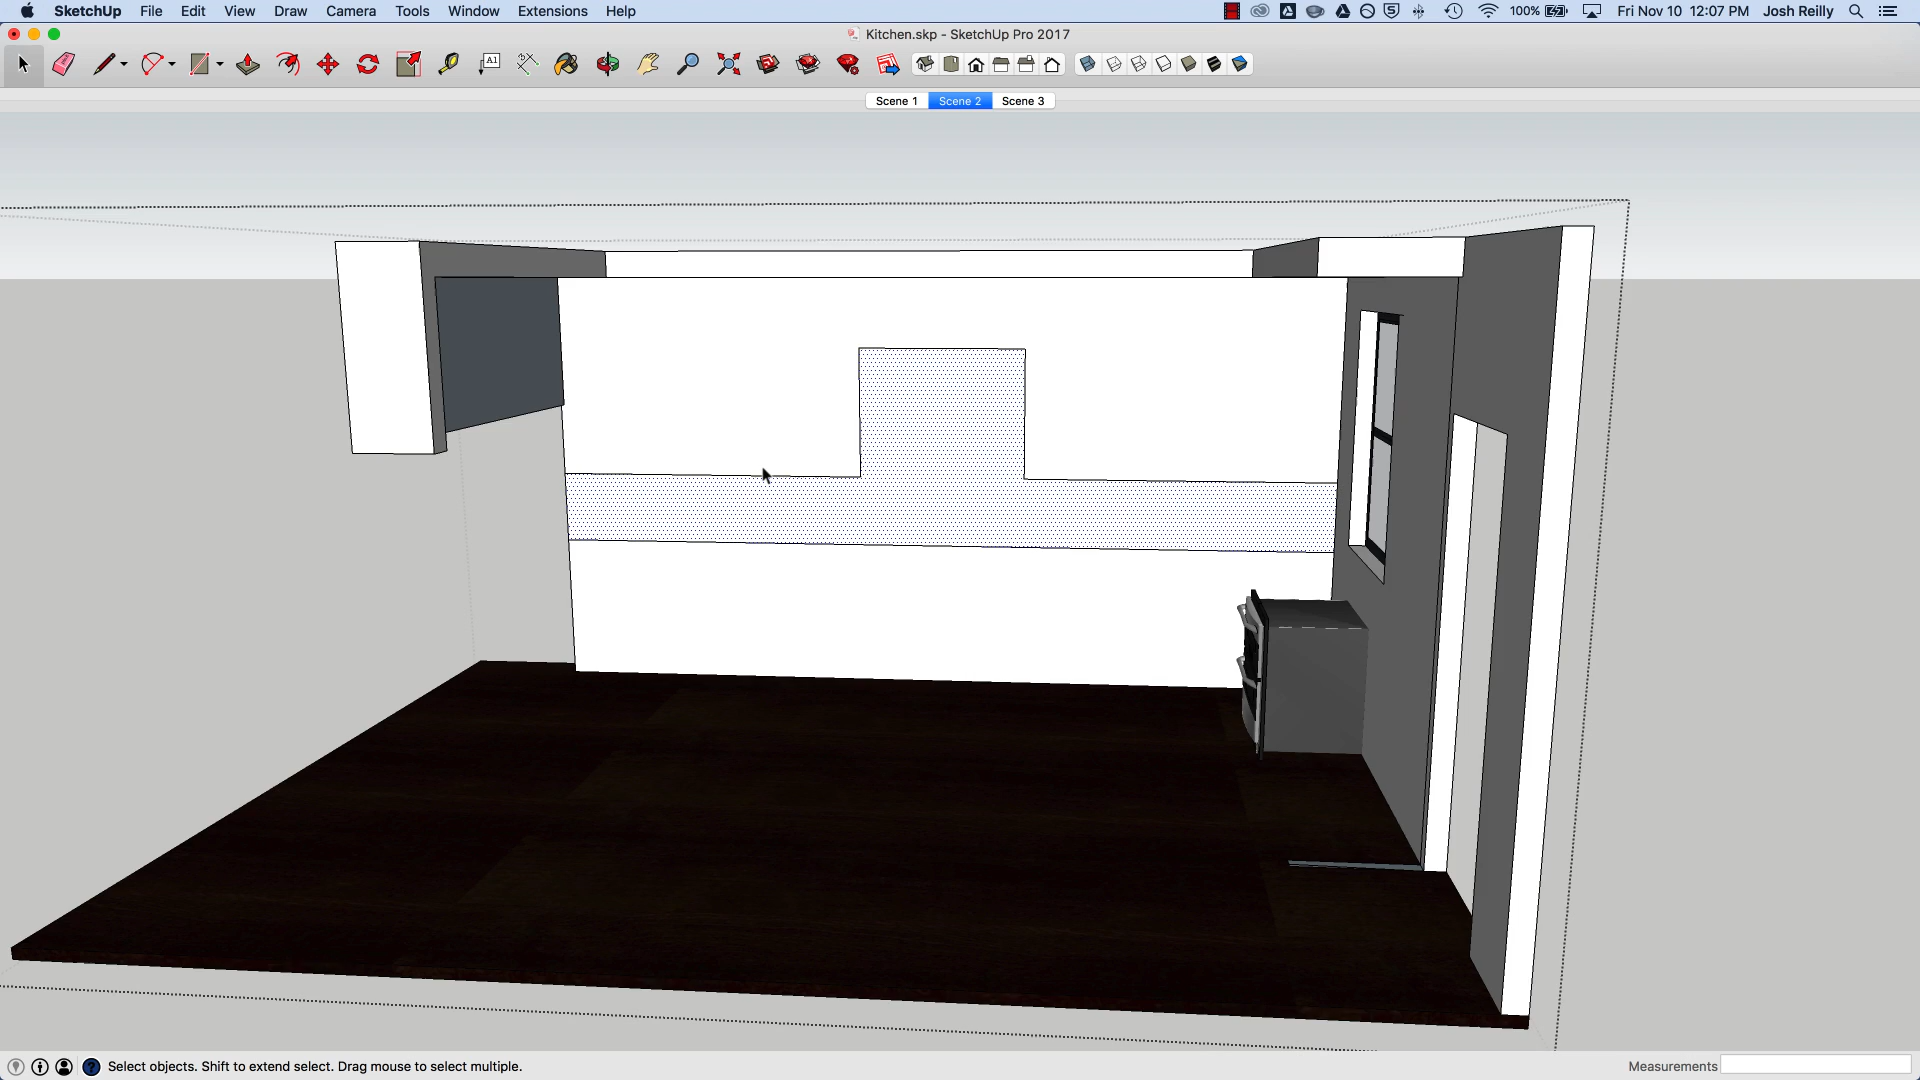 SketchUp File Edit View Draw Camera Tools Window Extensions Help 100% Fri Nov 10 12:07 PM Josh Reilly
Kitchen.skp - SketchUp Pro 2017
A1
Scene 1 Scene 2 Scene 3
Select objects. Shift to extend select. Drag mouse to select multiple. Measurements